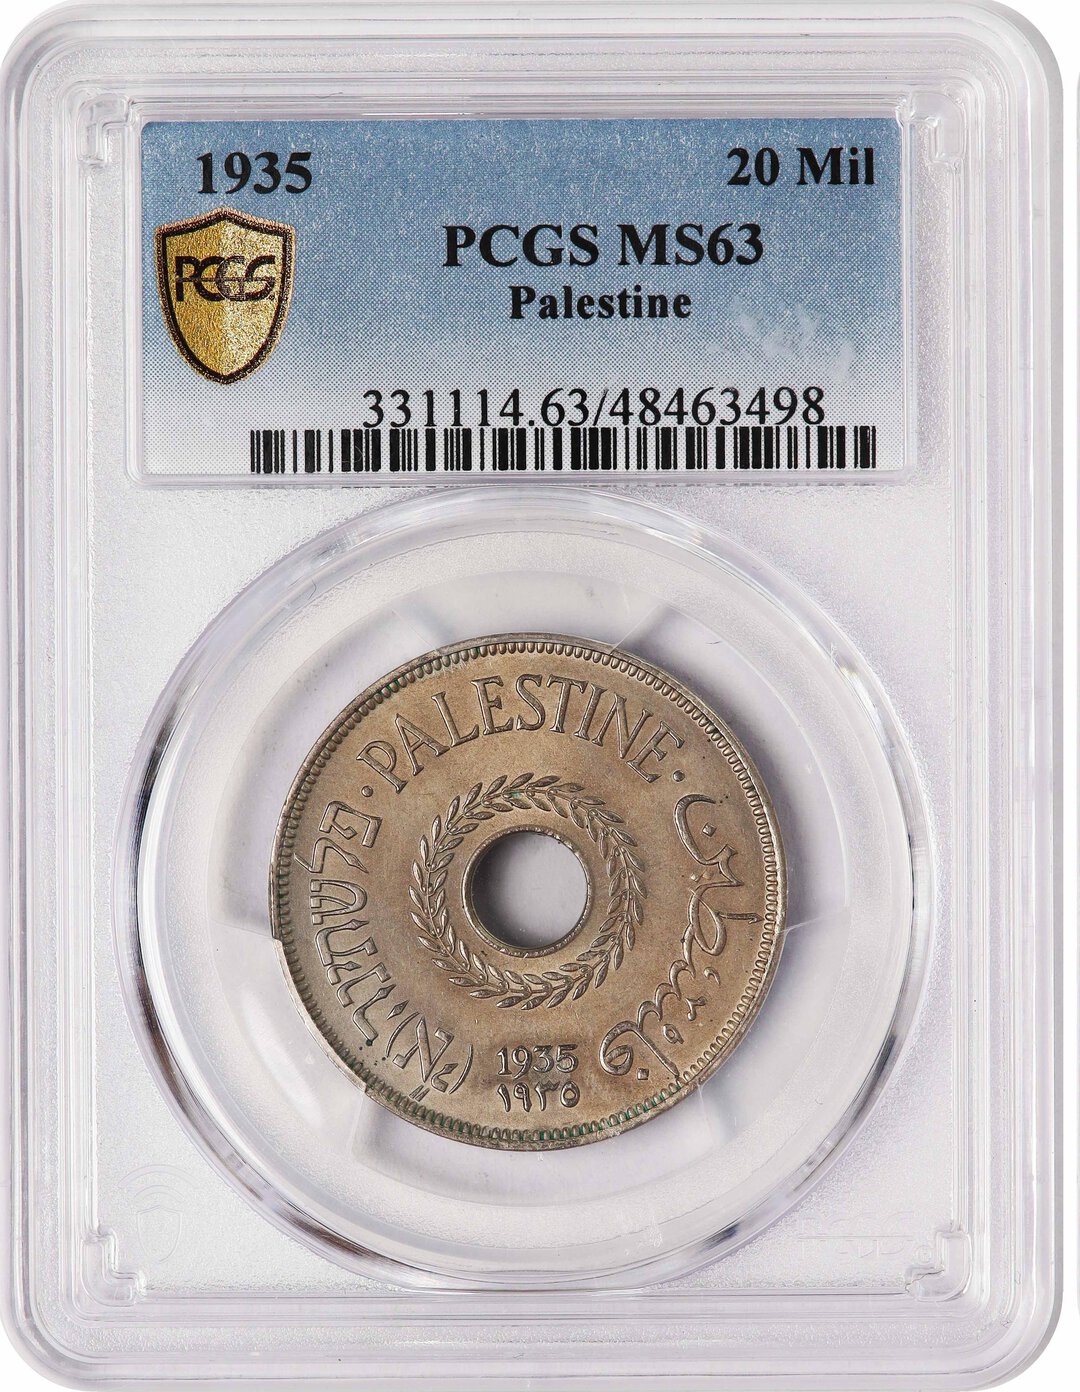 1935
20 Mil
PCGS
PCGS MS63
Palestine
331114.63/48463498
· PALESTINE ·
פלשתינה (א״י)
فلسطين
1935
١٩٣٥